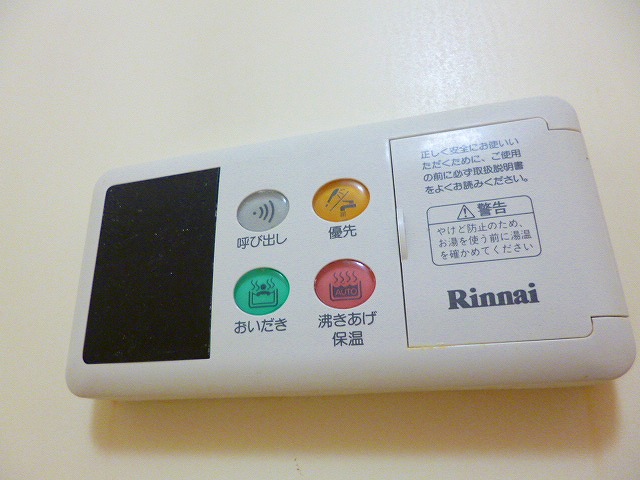 呼び出し
優先
おいだき
AUTO
沸きあげ
保温
正しく安全にお使いい
ただくために、ご使用
の前に必ず取扱説明書
をよくお読みください。
警告
やけど防止のため、
お湯を使う前に湯温
を確かめてください
Rinnai